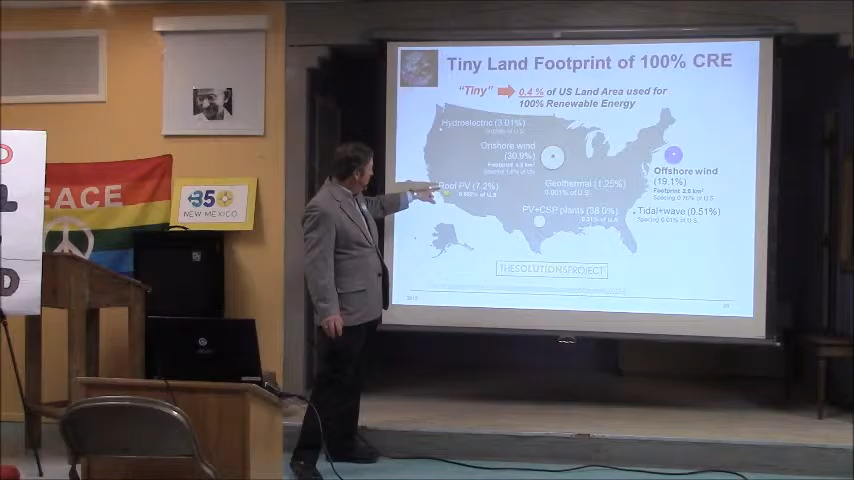 Tiny Land Footprint of 100% CRE
"Tiny"
0.4 % of US Land Area used for
100% Renewable Energy
Hydroelectric (3.01%)
Onshore wind
(30.9%)
Offshore wind
(19.1%)
Roof PV (7.2%)
Geothermal (1.25%)
0.001% of U.S.
PV+CSP plants (38.0%)
Tidal+wave (0.51%)
THESOLUTIONSPROJECT
EACE
350
NEW MEXICO